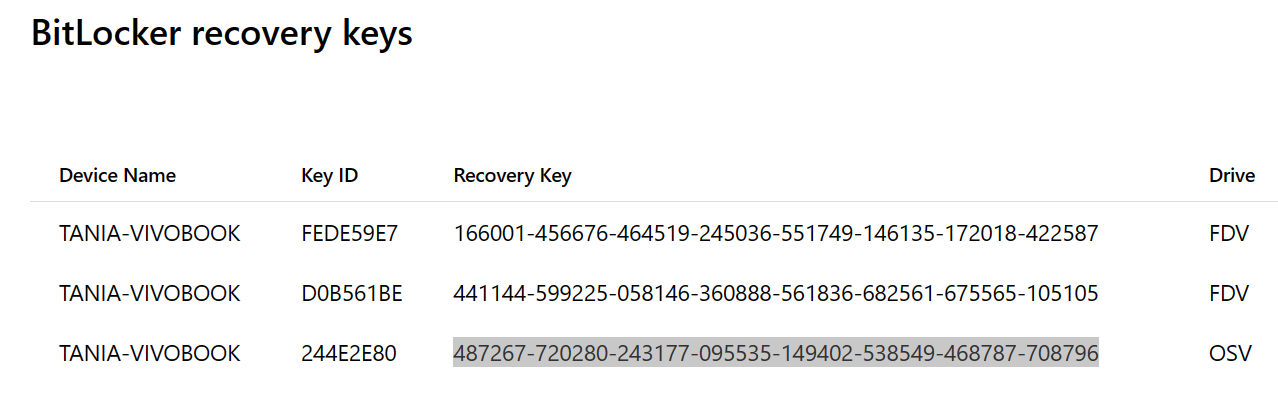 BitLocker recovery keys
Device Name Key ID Recovery Key Drive
TANIA-VIVOBOOK FEDE59E7 166001-456676-464519-245036-551749-146135-172018-422587 FDV
TANIA-VIVOBOOK D0B561BE 441144-599225-058146-360888-561836-682561-675565-105105 FDV
TANIA-VIVOBOOK 244E2E80 487267-720280-243177-095535-149402-538549-468787-708796 OSV